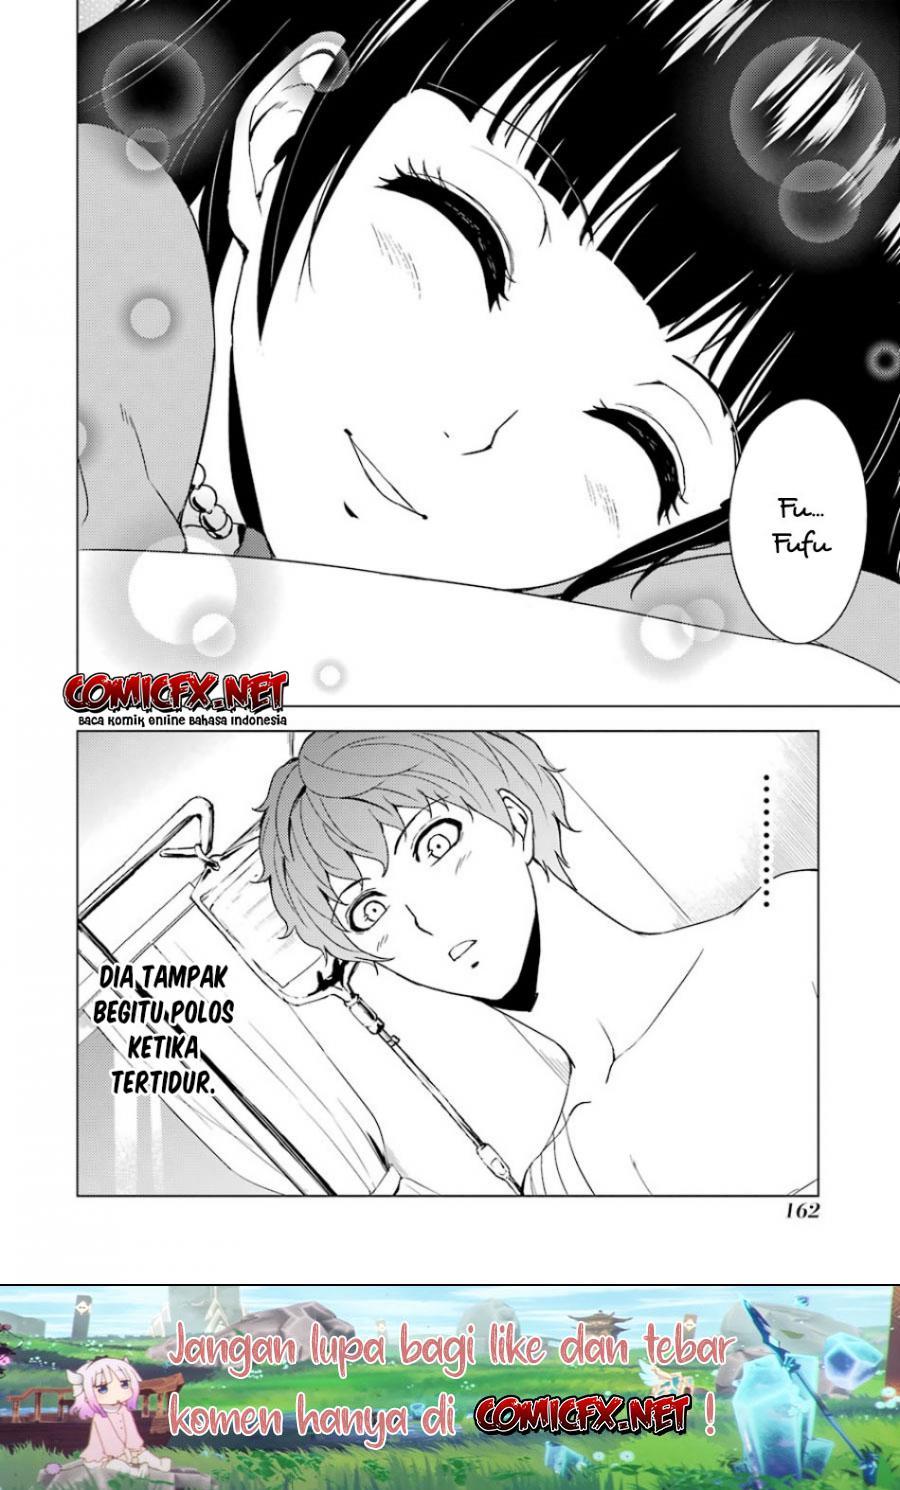 Fu...
Fufu
COMICFX.NET
Baca Komik Online Bahasa Indonesia
DIA TAMPAK
BEGITU POLOS
KETIKA
TERTIDUR.
162
Jangan lupa bagi like dan tebar
komen hanya di COMICFX.NET !